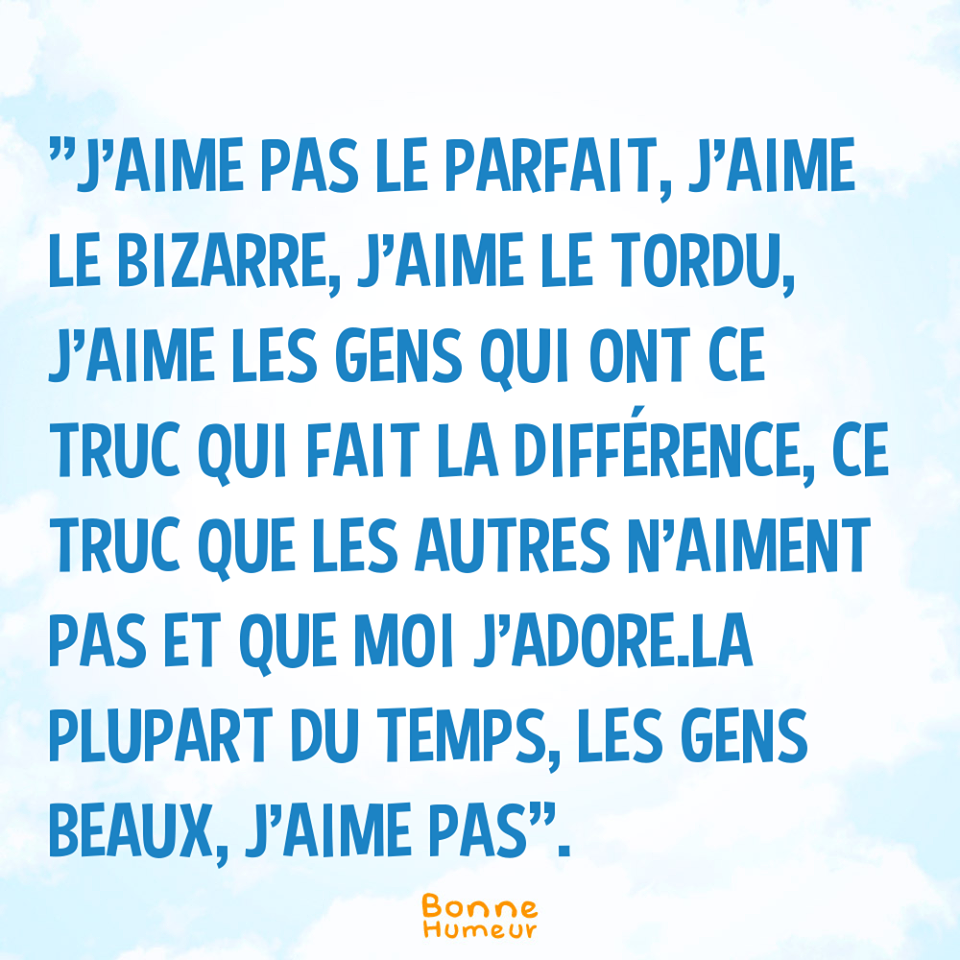 ”J’AIME PAS LE PARFAIT, J’AIME
LE BIZARRE, J’AIME LE TORDU,
J’AIME LES GENS QUI ONT CE
TRUC QUI FAIT LA DIFFÉRENCE, CE
TRUC QUE LES AUTRES N’AIMENT
PAS ET QUE MOI J’ADORE.LA
PLUPART DU TEMPS, LES GENS
BEAUX, J’AIME PAS”.
Bonne
Humeur